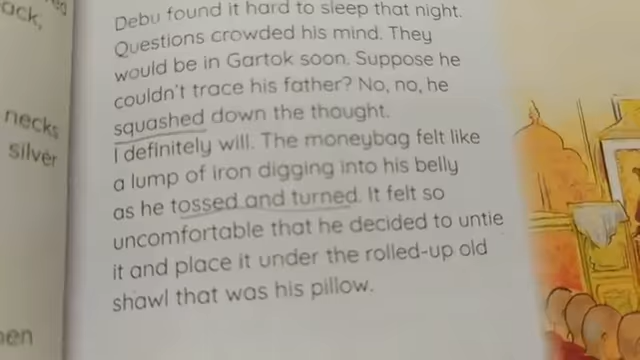 ack,
necks
silver
Debu found it hard to sleep that night.
Questions crowded his mind. They
would be in Gartok soon. Suppose he
couldn't trace his father? No, no, he
squashed down the thought.
I definitely will. The moneybag felt like
a lump of iron digging into his belly
as he tossed and turned. It felt so
uncomfortable that he decided to untie
it and place it under the rolled-up old
shawl that was his pillow.